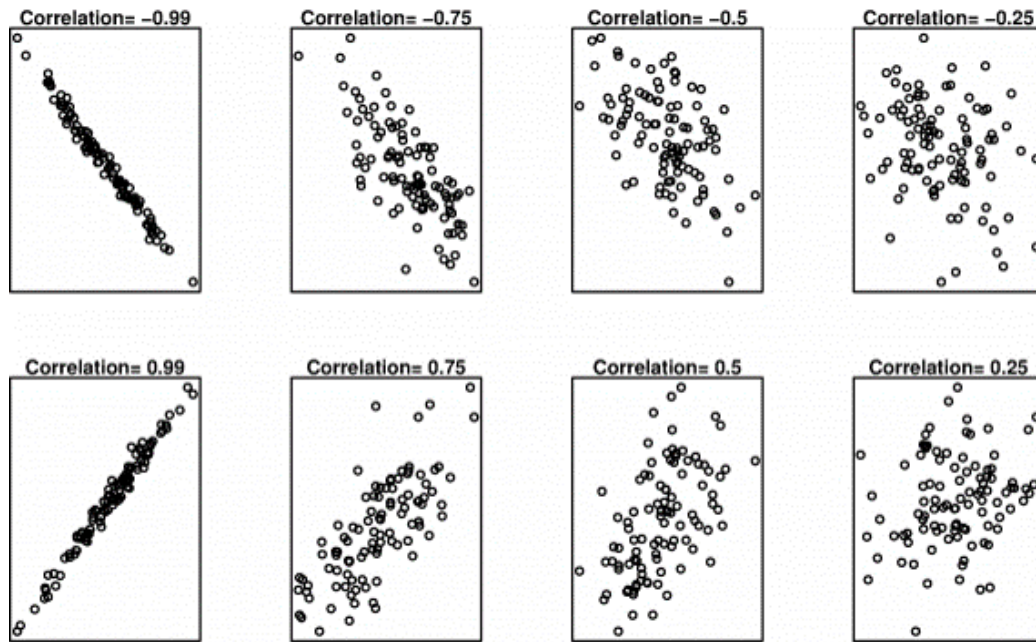 Correlation= −0.99
Correlation= −0.75
Correlation= −0.5
Correlation= −0.25
Correlation= 0.99
Correlation= 0.75
Correlation= 0.5
Correlation= 0.25